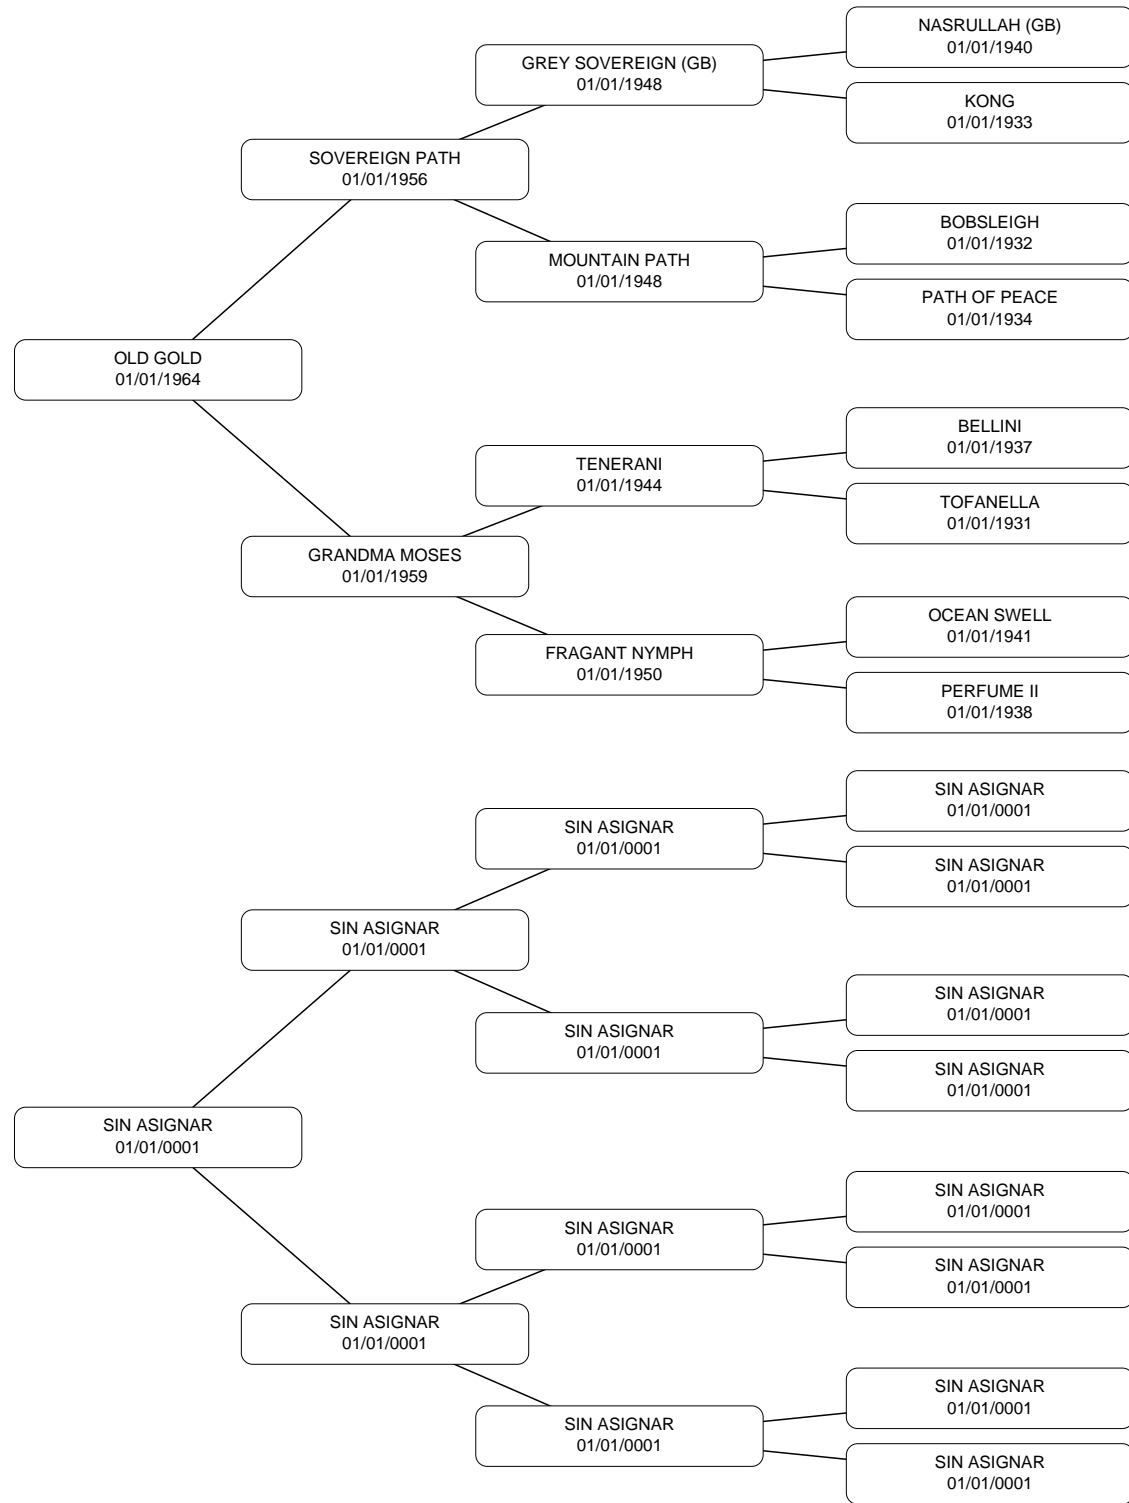 NASRULLAH (GB)
01/01/1940
GREY SOVEREIGN (GB)
01/01/1948
KONG
01/01/1933
SOVEREIGN PATH
01/01/1956
BOBSLEIGH
01/01/1932
MOUNTAIN PATH
01/01/1948
PATH OF PEACE
01/01/1934
OLD GOLD
01/01/1964
BELLINI
01/01/1937
TENERANI
01/01/1944
TOFANELLA
01/01/1931
GRANDMA MOSES
01/01/1959
OCEAN SWELL
01/01/1941
FRAGANT NYMPH
01/01/1950
PERFUME II
01/01/1938
SIN ASIGNAR
01/01/0001
SIN ASIGNAR
01/01/0001
SIN ASIGNAR
01/01/0001
SIN ASIGNAR
01/01/0001
SIN ASIGNAR
01/01/0001
SIN ASIGNAR
01/01/0001
SIN ASIGNAR
01/01/0001
SIN ASIGNAR
01/01/0001
SIN ASIGNAR
01/01/0001
SIN ASIGNAR
01/01/0001
SIN ASIGNAR
01/01/0001
SIN ASIGNAR
01/01/0001
SIN ASIGNAR
01/01/0001
SIN ASIGNAR
01/01/0001
SIN ASIGNAR
01/01/0001